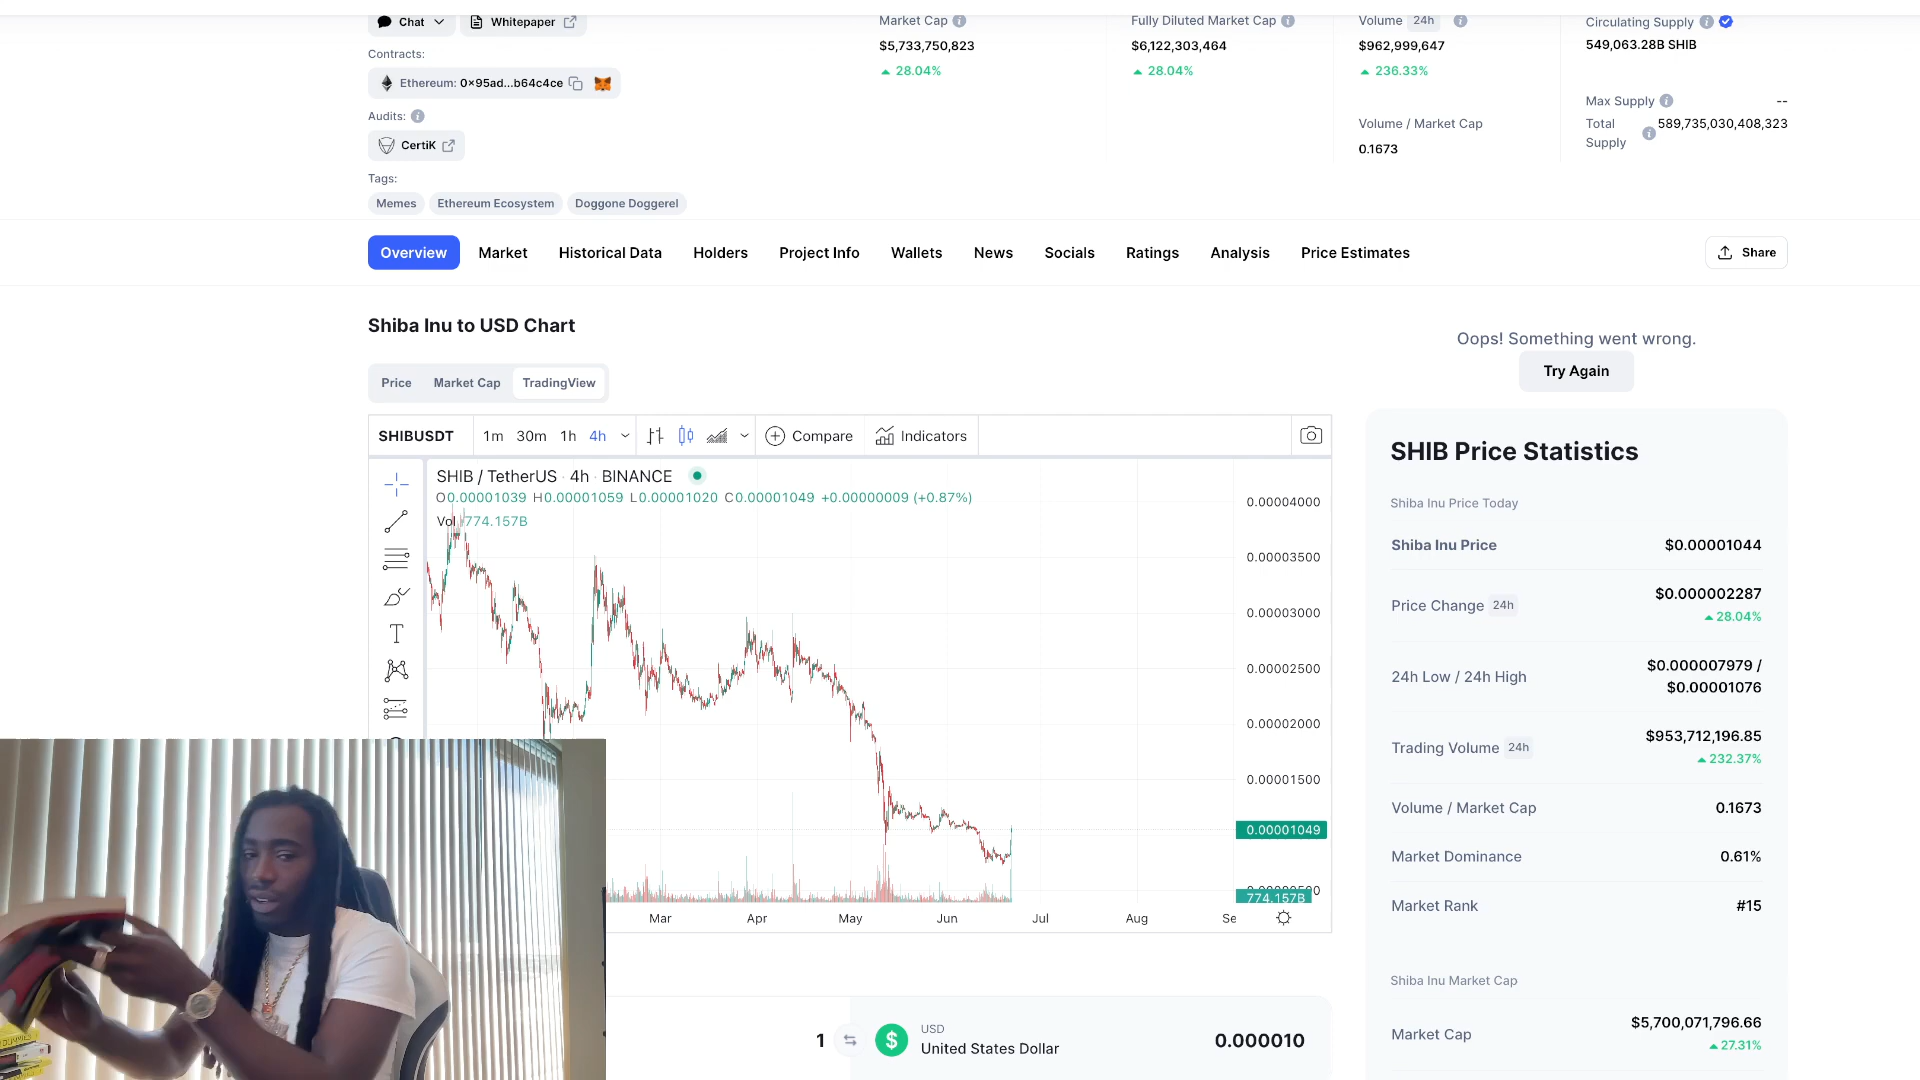 Chat
Whitepaper
Contracts:
Ethereum: 0×95ad...b64c4ce
Audits:
CertiK
Tags:
Memes
Ethereum Ecosystem
Doggone Doggerel
Market Cap
$5,733,750,823
28.04%
Fully Diluted Market Cap
$6,122,303,464
28.04%
Volume 24h
$962,999,647
236.33%
Volume / Market Cap
0.1673
Circulating Supply
549,063.28B SHIB
Max Supply
--
Total Supply
589,735,030,408,323
Overview
Market
Historical Data
Holders
Project Info
Wallets
News
Socials
Ratings
Analysis
Price Estimates
Share
Shiba Inu to USD Chart
Price
Market Cap
TradingView
SHIBUSDT
1m
30m
1h
4h
Compare
Indicators
SHIB / TetherUS · 4h · BINANCE
O0.00001039 H0.00001059 L0.00001020 C0.00001049 +0.00000009 (+0.87%)
Vol 774.157B
0.00004000
0.00003500
0.00003000
0.00002500
0.00002000
0.00001500
0.00001049
774.157B
Mar
Apr
May
Jun
Jul
Aug
Se
1
USD
United States Dollar
0.000010
Oops! Something went wrong.
Try Again
SHIB Price Statistics
Shiba Inu Price Today
Shiba Inu Price
$0.00001044
Price Change 24h
$0.000002287
28.04%
24h Low / 24h High
$0.000007979 /
$0.00001076
Trading Volume 24h
$953,712,196.85
232.37%
Volume / Market Cap
0.1673
Market Dominance
0.61%
Market Rank
#15
Shiba Inu Market Cap
Market Cap
$5,700,071,796.66
27.31%